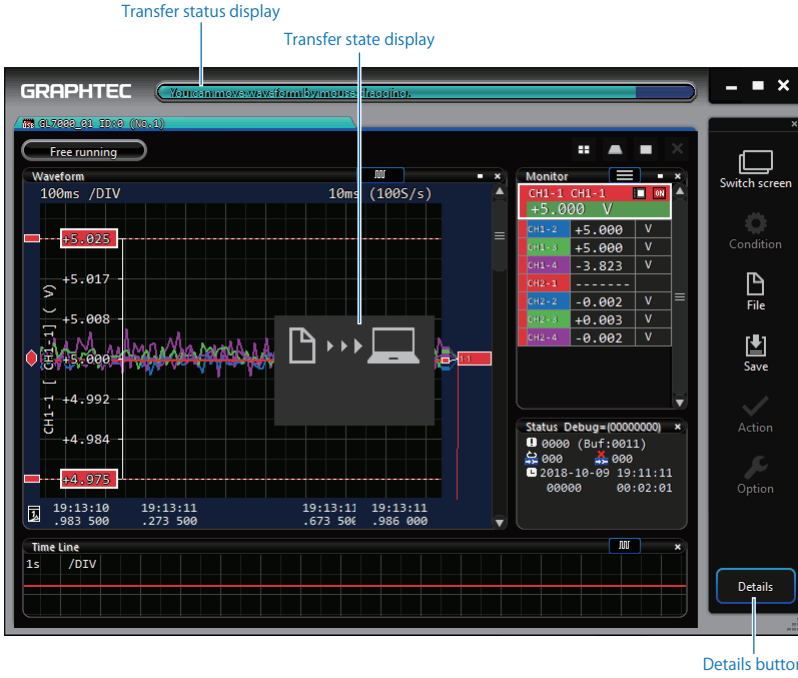 Transfer status display
Transfer state display
GRAPHTEC
You can move waveform by mouse dragging.
GL7000_01 ID:0 (No.1)
Free running
Waveform
100ms /DIV
10ms (100S/s)
+5.025
+5.017
+5.008
+5.000
+4.992
+4.984
+4.975
CH1-1 [ CH1-1] ( V)
1-1
19:13:10 19:13:11 19:13:11 19:13:11
.983 500 .273 500 .673 500 .986 000
Monitor
CH1-1 CH1-1 ON
+5.000 V
CH1-2 +5.000 V
CH1-3 +5.000 V
CH1-4 -3.823 V
CH2-1 -------
CH2-2 -0.002 V
CH2-3 +0.003 V
CH2-4 -0.002 V
Status Debug=(00000000)
0000 (Buf:0011)
000 000
2018-10-09 19:11:11
00000 00:02:01
Time Line
1s /DIV
Switch screen
Condition
File
Save
Action
Option
Details
Details button